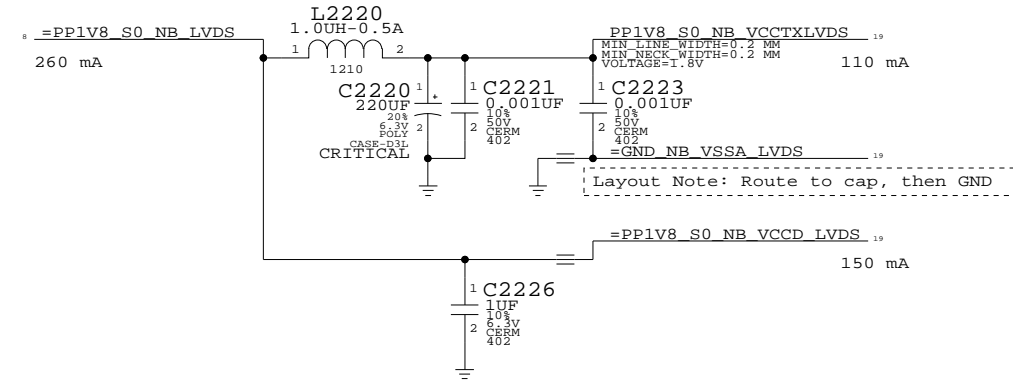 L2220
1.0UH-0.5A
8 =PP1V8_S0_NB_LVDS
1 2
1210
260 mA
PP1V8_S0_NB_VCCTXLVDS 19
MIN_LINE_WIDTH=0.2 MM
MIN_NECK_WIDTH=0.2 MM
VOLTAGE=1.8V
110 mA
C2220
220UF
20%
6.3V
POLY
CASE-D3L
CRITICAL
1
+
2
1 C2221
0.001UF
10%
50V
2 CERM
402
1 C2223
0.001UF
10%
50V
2 CERM
402
=GND_NB_VSSA_LVDS 19
Layout Note: Route to cap, then GND
=PP1V8_S0_NB_VCCD_LVDS 19
150 mA
1 C2226
1UF
10%
6.3V
2 CERM
402